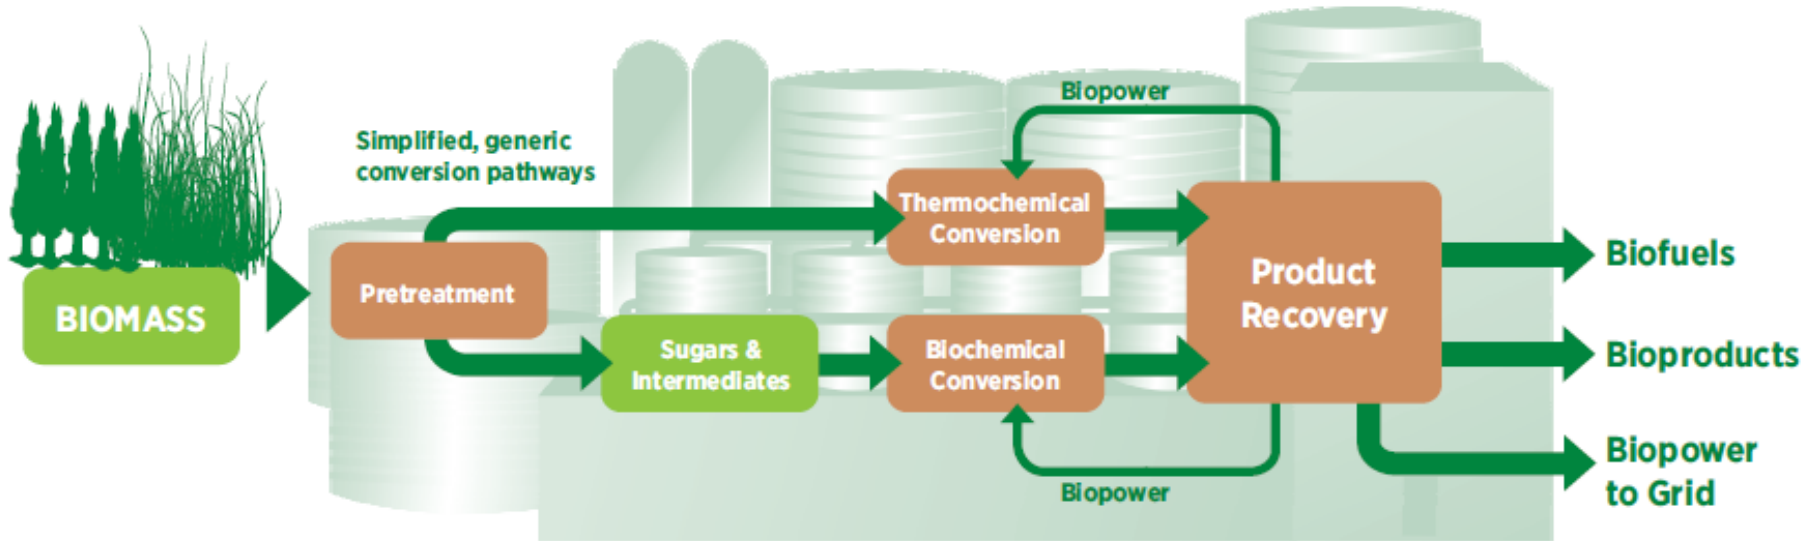 Simplified, generic
conversion pathways
BIOMASS
Pretreatment
Sugars &
Intermediates
Biopower
Thermochemical
Conversion
Biochemical
Conversion
Biopower
Product
Recovery
Biofuels
Bioproducts
Biopower
to Grid